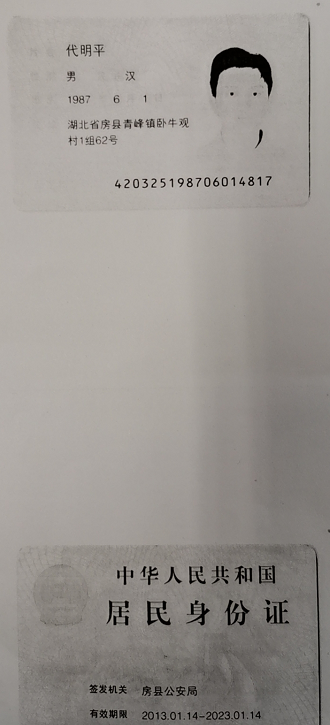 代明平
男 汉
1987 6 1
湖北省房县青峰镇卧牛观
村1组62号
420325198706014817
中华人民共和国
居民身份证
签发机关 房县公安局
有效期限 2013.01.14-2023.01.14